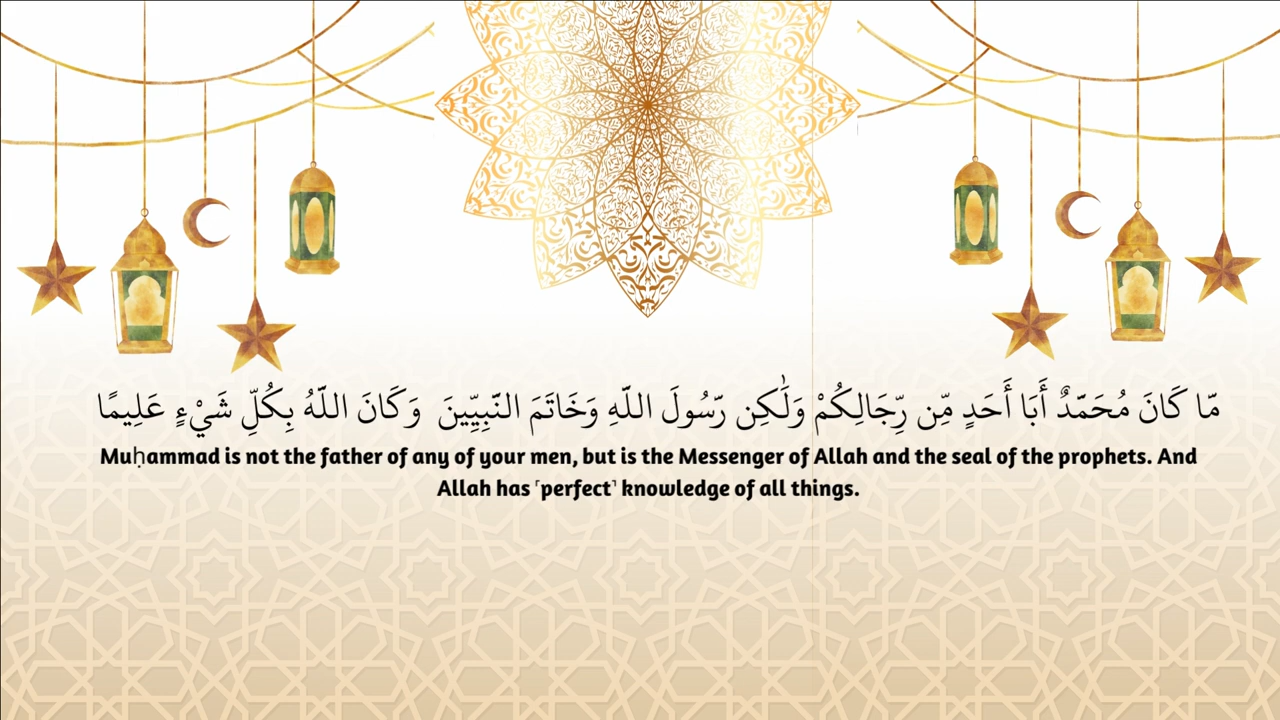 مَّا كَانَ مُحَمَّدٌ أَبَا أَحَدٍ مِّن رِّجَالِكُمْ وَلَٰكِن رَّسُولَ اللَّهِ وَخَاتَمَ النَّبِيِّينَ وَكَانَ اللَّهُ بِكُلِّ شَيْءٍ عَلِيمًا
Muḥammad is not the father of any of your men, but is the Messenger of Allah and the seal of the prophets. And
Allah has ˹perfect˺ knowledge of all things.